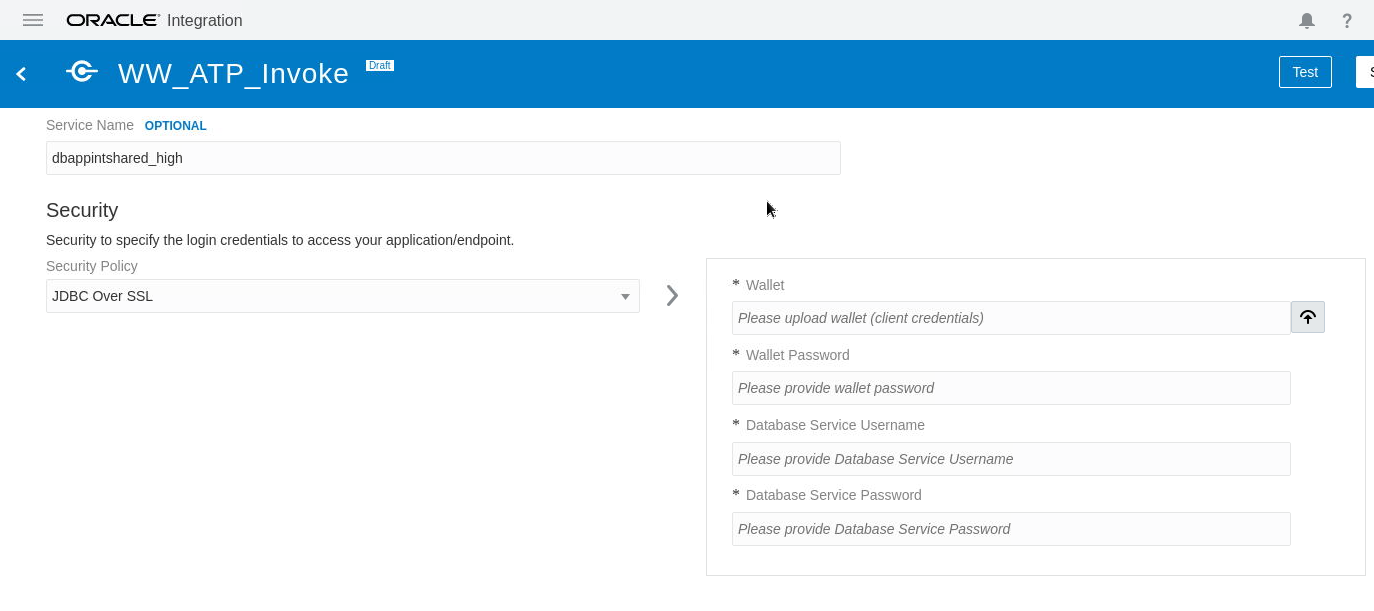 ORACLE Integration
?
WW_ATP_Invoke Draft
Test
Service Name OPTIONAL
dbappintshared_high
Security
Security to specify the login credentials to access your application/endpoint.
Security Policy
JDBC Over SSL
* Wallet
Please upload wallet (client credentials)
* Wallet Password
Please provide wallet password
* Database Service Username
Please provide Database Service Username
* Database Service Password
Please provide Database Service Password